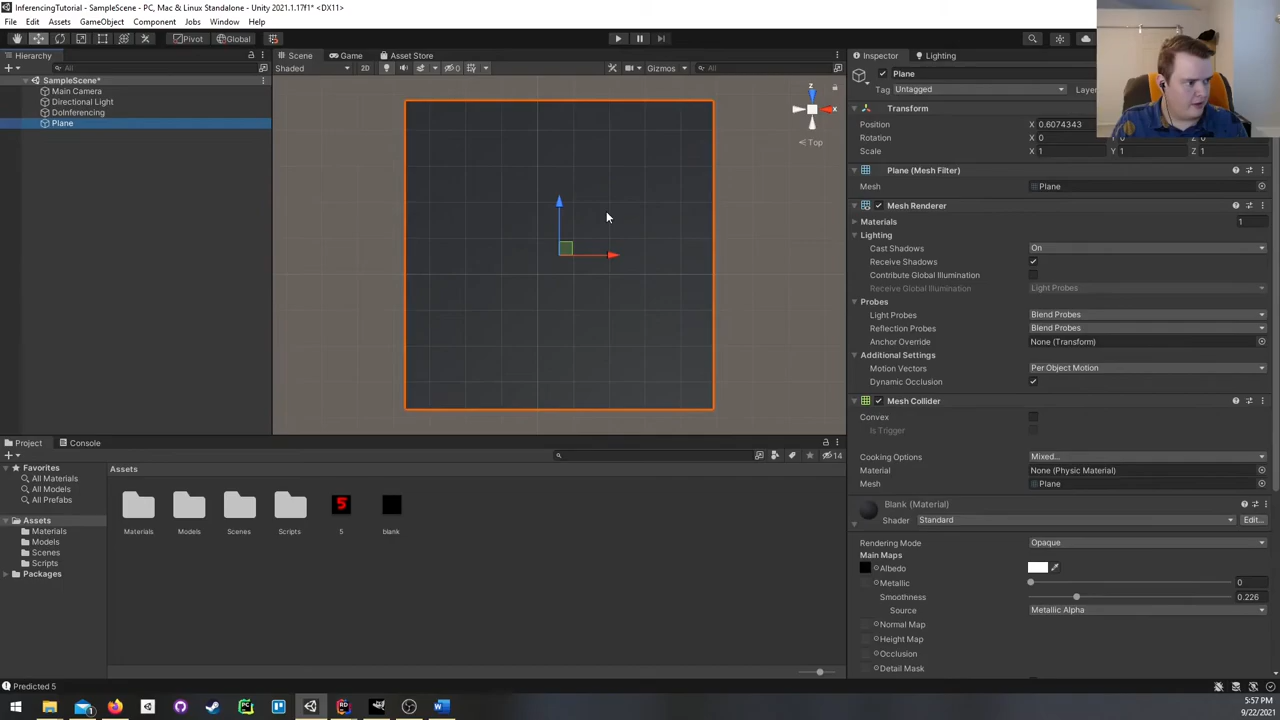 InferencingTutorial - SampleScene - PC, Mac & Linux Standalone - Unity 2021.1.17f1* <DX11>
File Edit Assets GameObject Component Jobs Window Help
Pivot Global
Hierarchy
All
SampleScene*
Main Camera
Directional Light
DoInferencing
Plane
Scene Game Asset Store
Shaded 2D 0 Gizmos All
z
x
Top
Inspector Lighting
Plane
Tag Untagged Layer
Transform
Position X 0.6074343
Rotation X 0
Scale X 1 Y 1 Z 1
Plane (Mesh Filter)
Mesh Plane
Mesh Renderer
Materials 1
Lighting
Cast Shadows On
Receive Shadows
Contribute Global Illumination
Receive Global Illumination Light Probes
Probes
Light Probes Blend Probes
Reflection Probes Blend Probes
Anchor Override None (Transform)
Additional Settings
Motion Vectors Per Object Motion
Dynamic Occlusion
Mesh Collider
Convex
Is Trigger
Cooking Options Mixed...
Material None (Physic Material)
Mesh Plane
Blank (Material)
Shader Standard Edit...
Rendering Mode Opaque
Main Maps
Albedo
Metallic 0
Smoothness 0.226
Source Metallic Alpha
Normal Map
Height Map
Occlusion
Detail Mask
Project Console
14
Favorites
All Materials
All Models
All Prefabs
Assets
Materials
Models
Scenes
Scripts
Packages
Assets
5
Materials Models Scenes Scripts 5 blank
Predicted 5
5:57 PM
9/22/2021